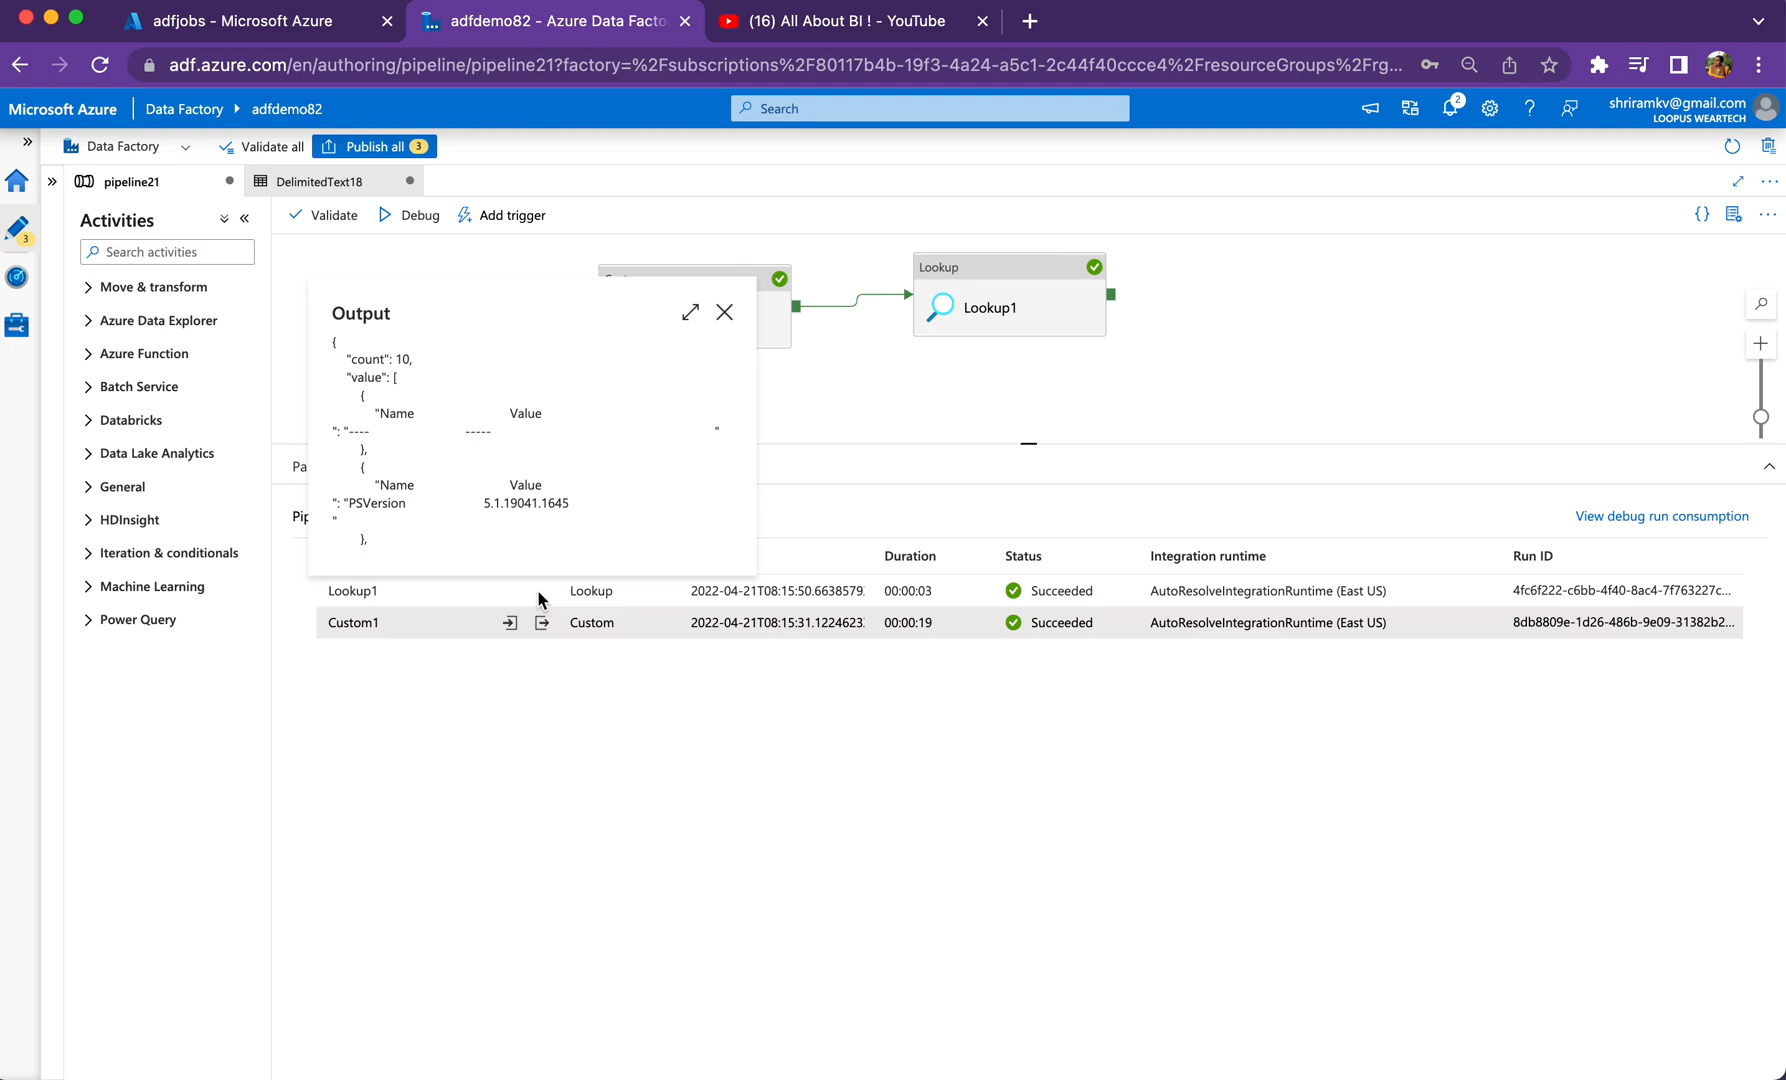 adfjobs - Microsoft Azure
adfdemo82 - Azure Data Facto
(16) All About BI ! - YouTube
adf.azure.com/en/authoring/pipeline/pipeline21?factory=%2Fsubscriptions%2F80117b4b-19f3-4a24-a5c1-2c44f40ccce4%2FresourceGroups%2Frg...
Microsoft Azure
Data Factory
adfdemo82
Search
2
shriramkv@gmail.com
LOOPUS WEARTECH
Data Factory
Validate all
Publish all 3
pipeline21
DelimitedText18
Activities
Validate
Debug
Add trigger
3
Search activities
Move & transform
Azure Data Explorer
Azure Function
Batch Service
Databricks
Data Lake Analytics
General
HDInsight
Iteration & conditionals
Machine Learning
Power Query
Lookup
Lookup1
Output
{
"count": 10,
"value": [
{
"Name Value
": "---- ----- "
},
{
"Name Value
": "PSVersion 5.1.19041.1645
"
},
Pa
Pip
View debug run consumption
Duration Status Integration runtime Run ID
Lookup1 Lookup 2022-04-21T08:15:50.6638579: 00:00:03 Succeeded AutoResolveIntegrationRuntime (East US) 4fc6f222-c6bb-4f40-8ac4-7f763227c...
Custom1 Custom 2022-04-21T08:15:31.1224623: 00:00:19 Succeeded AutoResolveIntegrationRuntime (East US) 8db8809e-1d26-486b-9e09-31382b2...